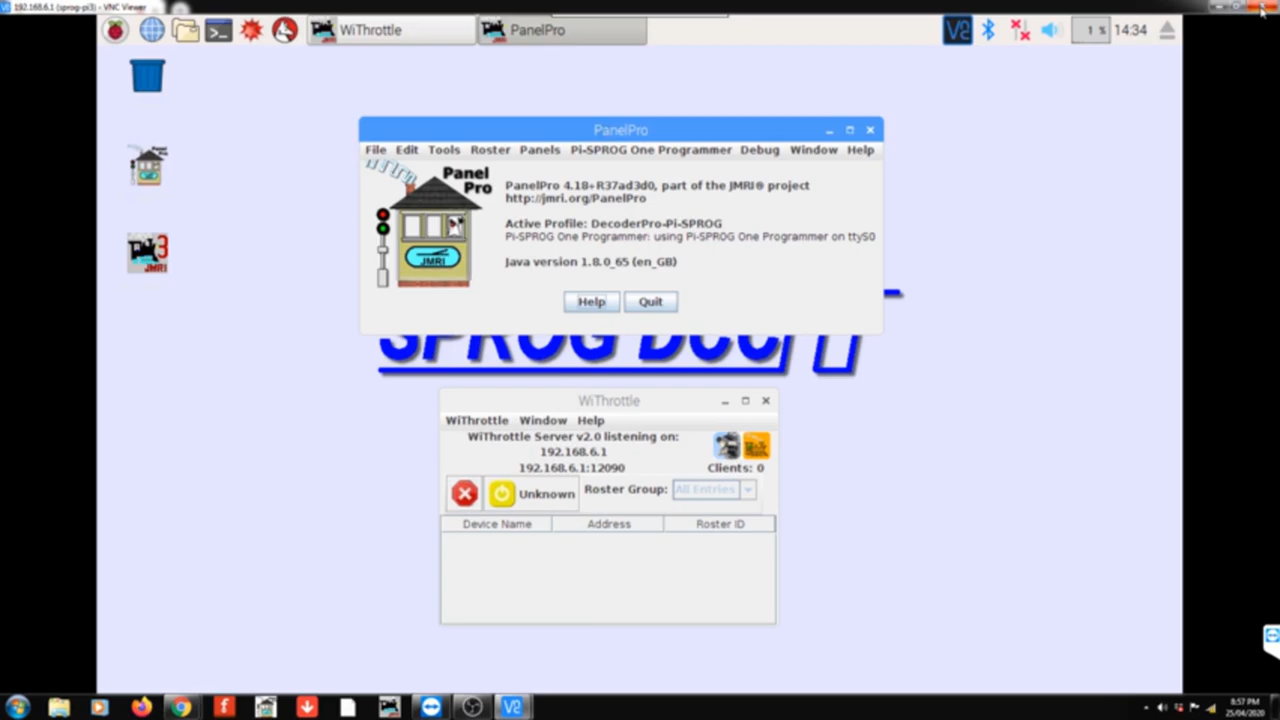 192.168.6.1 (sprog-pi3) - VNC Viewer
WiThrottle
PanelPro
1 %
14:34
PanelPro
File Edit Tools Roster Panels Pi-SPROG One Programmer Debug Window Help
Panel
Pro
JMRI
PanelPro 4.18+R37ad3d0, part of the JMRI® project
http://jmri.org/PanelPro
Active Profile: DecoderPro-Pi-SPROG
Pi-SPROG One Programmer: using Pi-SPROG One Programmer on ttyS0
Java version 1.8.0_65 (en_GB)
Help Quit
Panel
Pro
3
JMRI
SPROG DCC
WiThrottle
WiThrottle Window Help
WiThrottle Server v2.0 listening on:
192.168.6.1
192.168.6.1:12090
Clients: 0
Unknown
Roster Group: All Entries
Device Name Address Roster ID
8:57 PM
25/04/2020